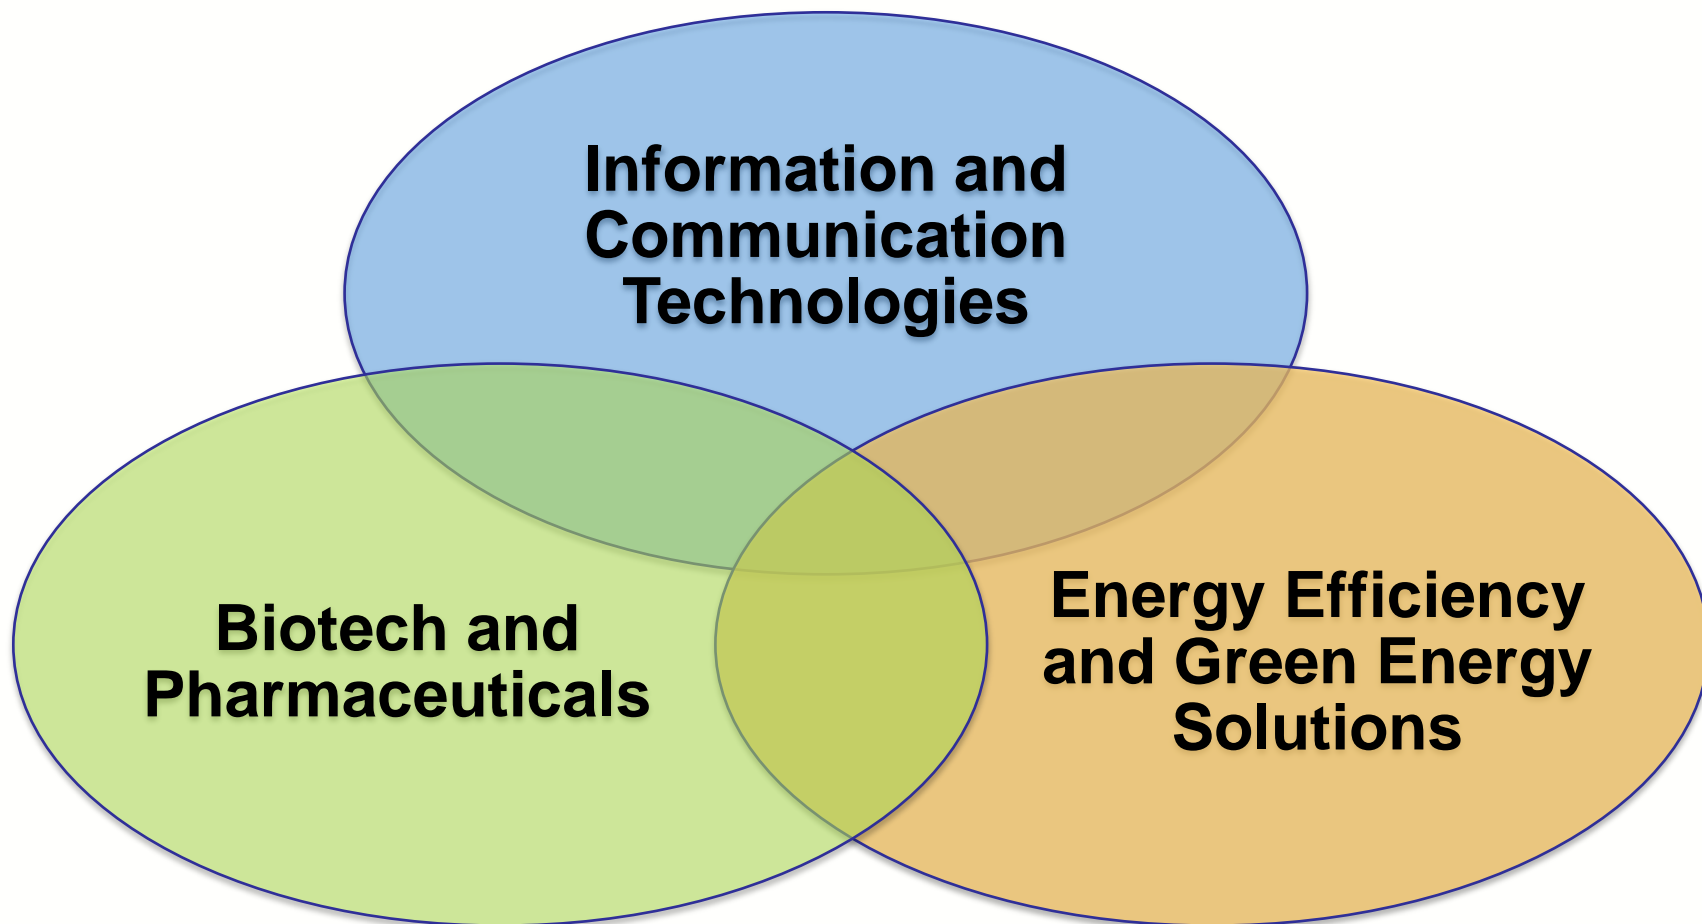 Information and
Communication
Technologies
Biotech and
Pharmaceuticals
Energy Efficiency
and Green Energy
Solutions